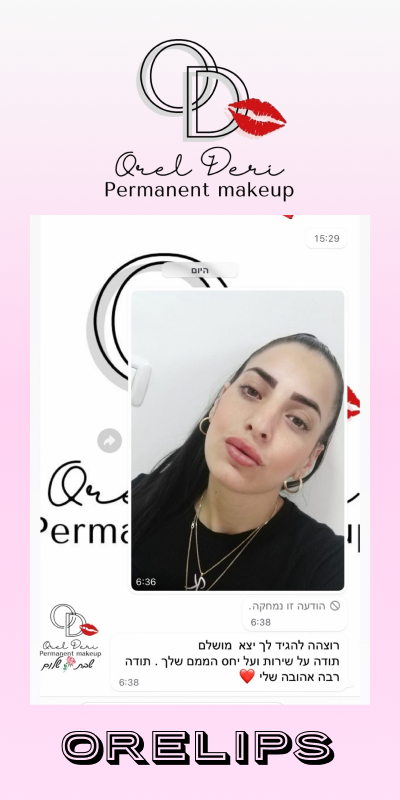 OD
Orel Deri
Permanent makeup
15:29
היום
6:36
הודעה זו נמחקה.
6:38
OD
Orel Deri
Permanent makeup
שבת שלום
רוצהה להגיד לך יצא מושלם
תודה על שירות ועל יחס הממם שלך . תודה
רבה אהובה שלי ❤️
6:38
ORELIPS